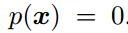 p(x) = 0.